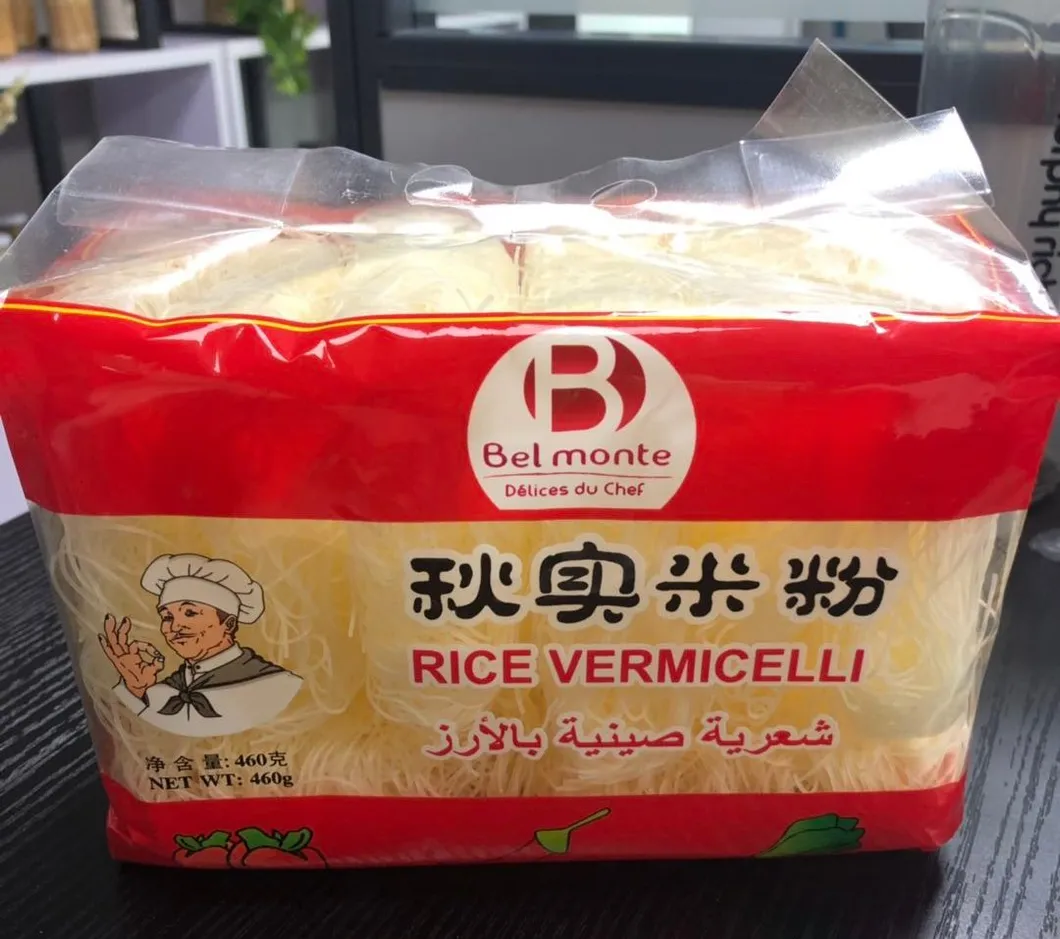 B
Bel monte
Délices du Chef
秋实米粉
RICE VERMICELLI
شعرية صينية بالأرز
净含量: 460克
NET WT: 460g